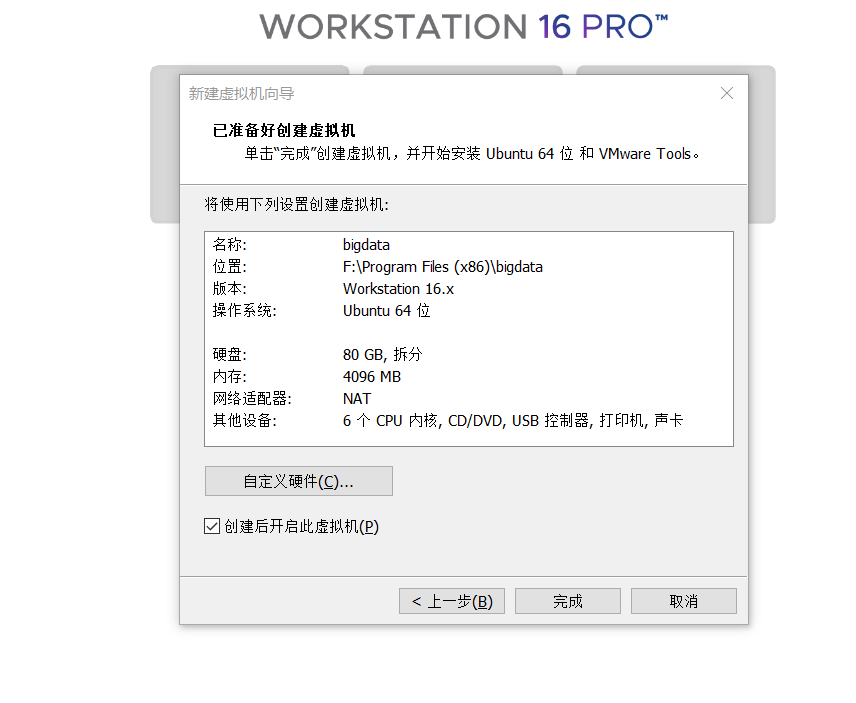 WORKSTATION 16 PRO™
新建虚拟机向导
已准备好创建虚拟机
单击“完成”创建虚拟机，并开始安装 Ubuntu 64 位 和 VMware Tools。
将使用下列设置创建虚拟机:
名称: bigdata
位置: F:\Program Files (x86)\bigdata
版本: Workstation 16.x
操作系统: Ubuntu 64 位
硬盘: 80 GB, 拆分
内存: 4096 MB
网络适配器: NAT
其他设备: 6 个 CPU 内核, CD/DVD, USB 控制器, 打印机, 声卡
自定义硬件(C)...
创建后开启此虚拟机(P)
< 上一步(B) 完成 取消